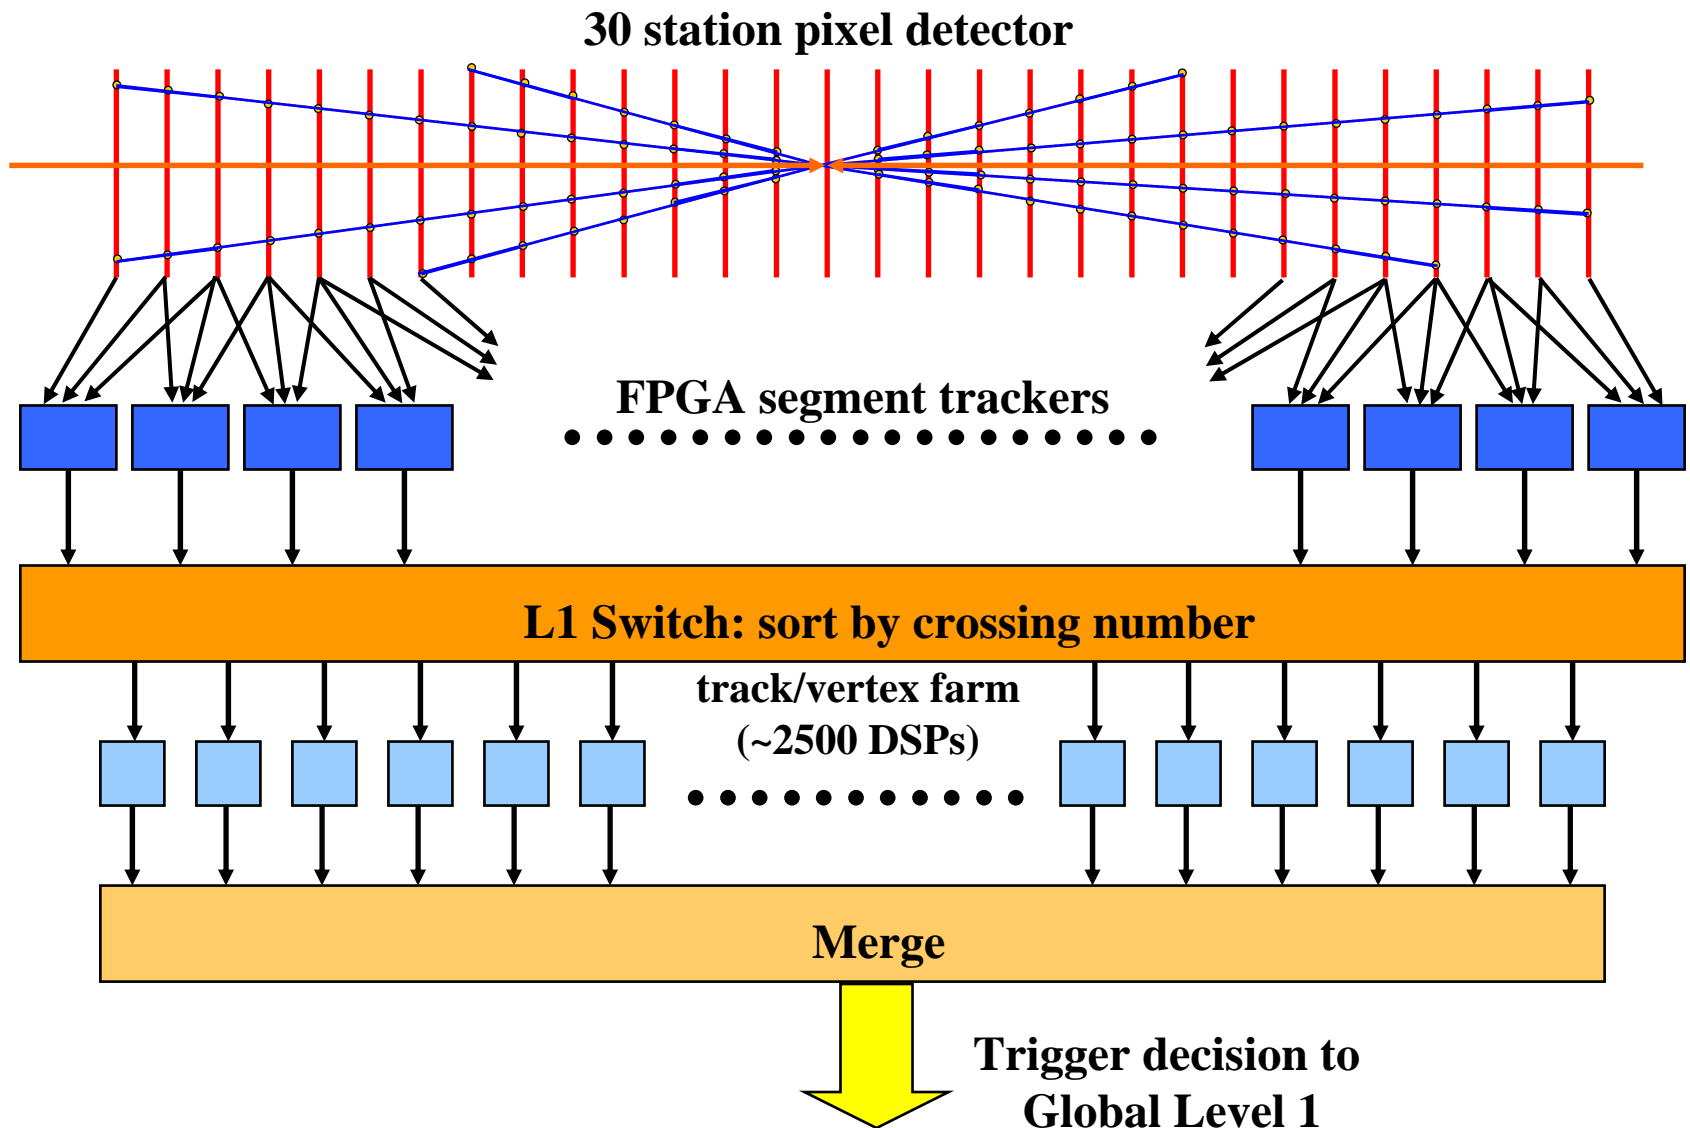 30 station pixel detector
FPGA segment trackers
L1 Switch: sort by crossing number
track/vertex farm
(~2500 DSPs)
Merge
Trigger decision to
Global Level 1